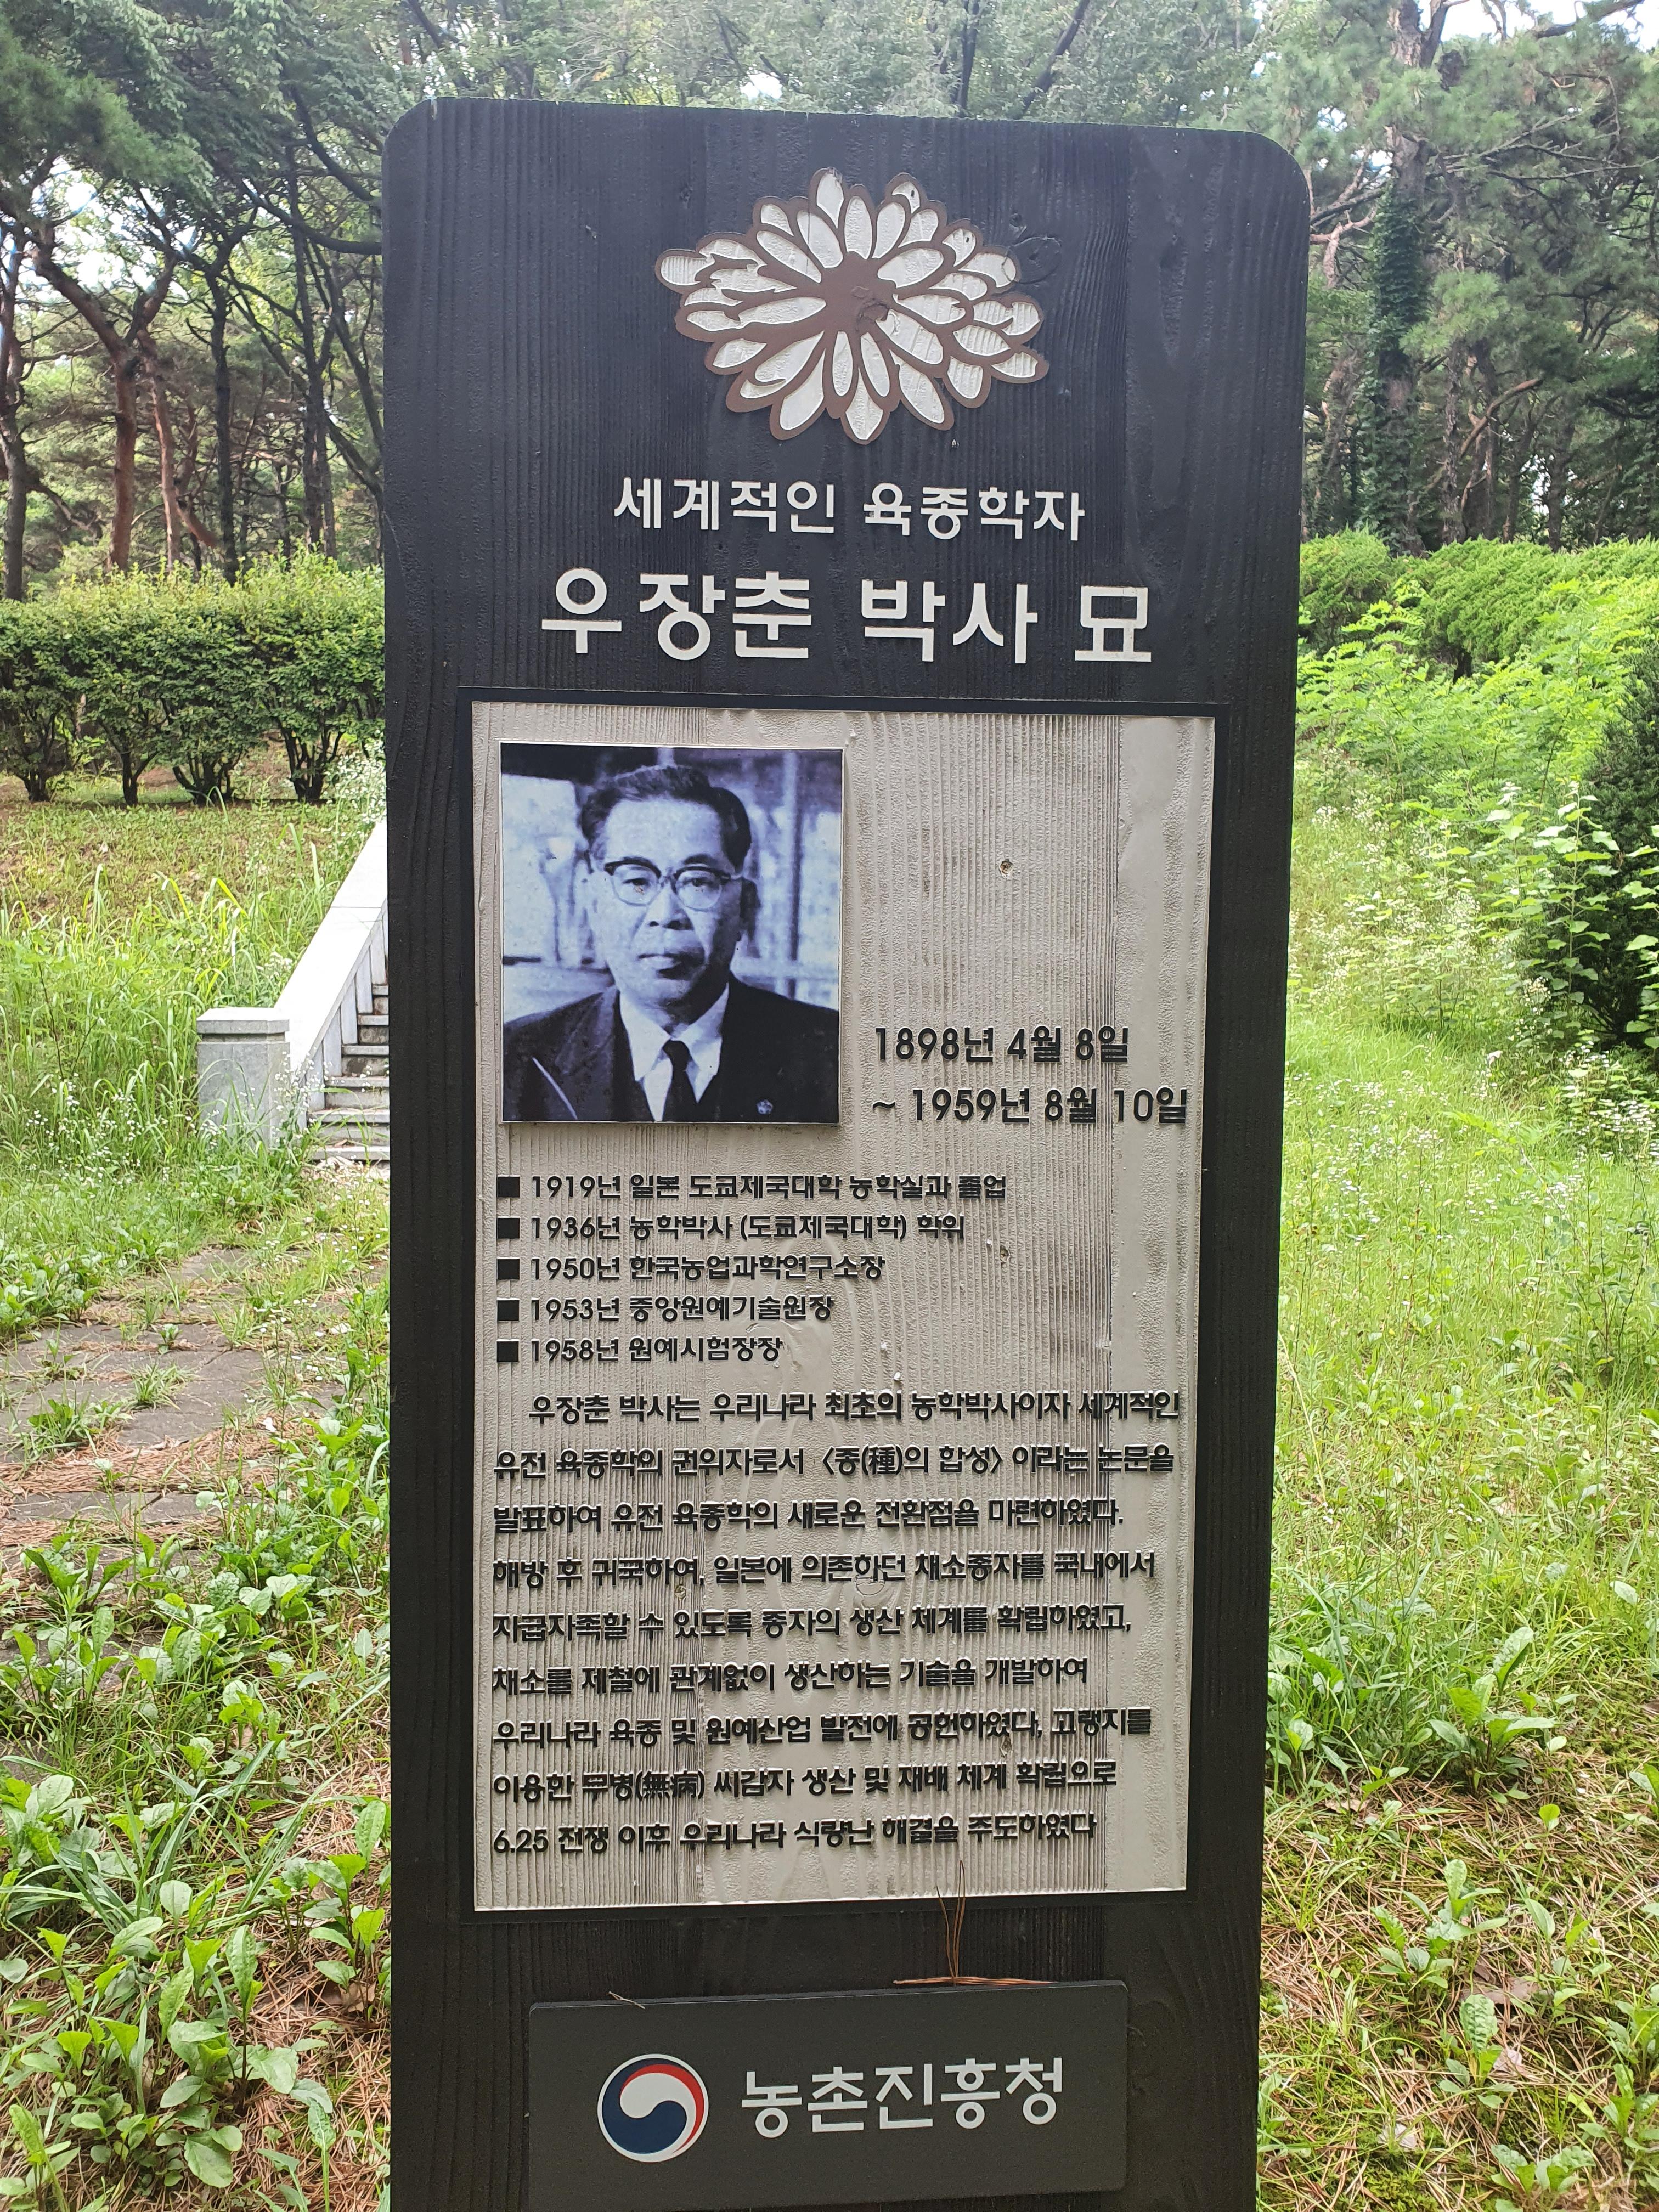 세계적인 육종학자
우장춘 박사 묘
1898년 4월 8일
~ 1959년 8월 10일
■ 1919년 일본 도쿄제국대학 농학실과 졸업
■ 1936년 농학박사 (도쿄제국대학) 학위
■ 1950년 한국농업과학연구소장
■ 1953년 중앙원예기술원장
■ 1958년 원예시험장장
우장춘 박사는 우리나라 최초의 농학박사이자 세계적인
유전 육종학의 권위자로서 〈종(種)의 합성〉 이라는 논문을
발표하여 유전 육종학의 새로운 전환점을 마련하였다.
해방 후 귀국하여, 일본에 의존하던 채소종자를 국내에서
자급자족할 수 있도록 종자의 생산 체계를 확립하였고,
채소를 제철에 관계없이 생산하는 기술을 개발하여
우리나라 육종 및 원예산업 발전에 공헌하였다. 고랭지를
이용한 무병(無病) 씨감자 생산 및 재배 체계 확립으로
6.25 전쟁 이후 우리나라 식량난 해결을 주도하였다
농촌진흥청